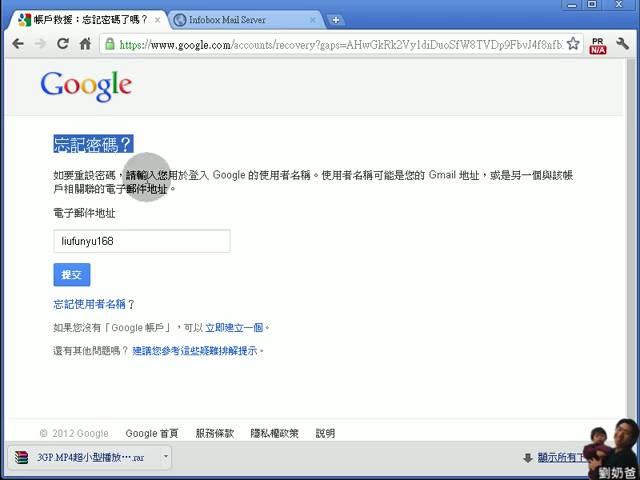 帳戶救援：忘記密碼了嗎？
Infobox Mail Server
https://www.google.com/accounts/recovery?gaps=AHwGkRk2Vy1diDuoSfW8TVDp9FbvJ4f8nfb
PR
N/A
Google
忘記密碼？
如要重設密碼，請輸入您用於登入 Google 的使用者名稱。使用者名稱可能是您的 Gmail 地址，或是另一個與該帳
戶相關聯的電子郵件地址。
電子郵件地址
liufunyu168
提交
忘記使用者名稱？
如果您沒有「Google 帳戶」，可以 立即建立一個。
還有其他問題嗎？ 建議您參考這些疑難排解提示。
© 2012 Google Google 首頁 服務條款 隱私權政策 說明
3GP.MP4超小型播放….rar
顯示所有下
劉奶爸